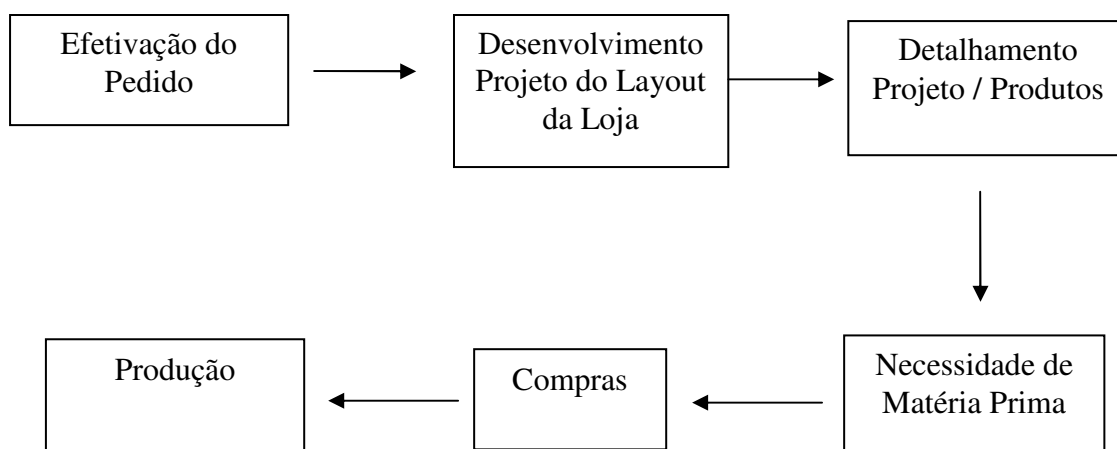 Efetivação do
Pedido
Desenvolvimento
Projeto do Layout
da Loja
Detalhamento
Projeto / Produtos
Necessidade de
Matéria Prima
Compras
Produção